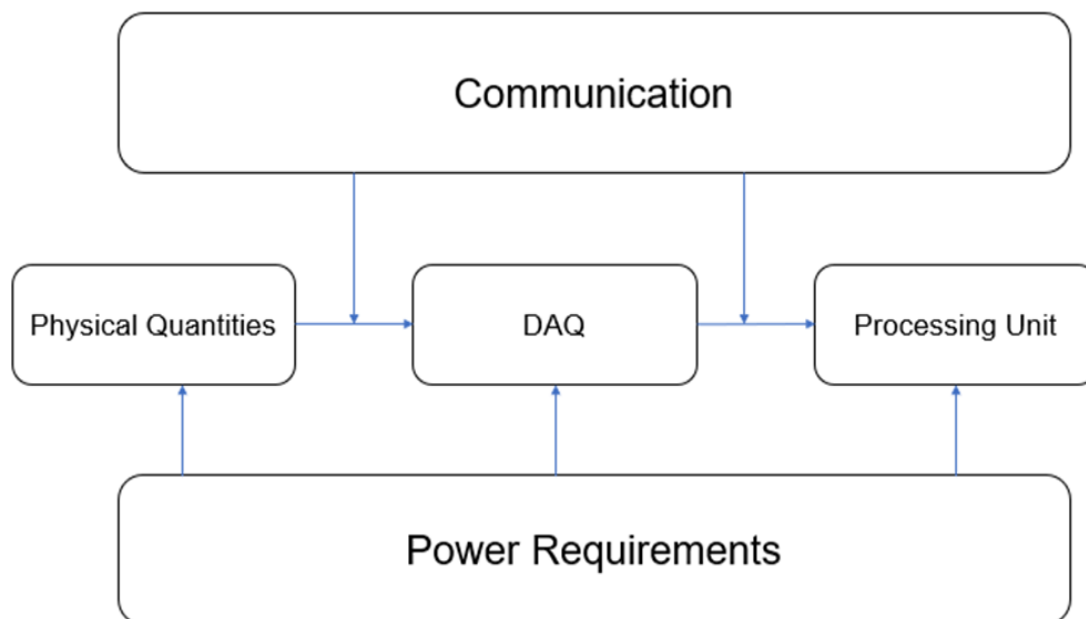 Communication
Physical Quantities
DAQ
Processing Unit
Power Requirements